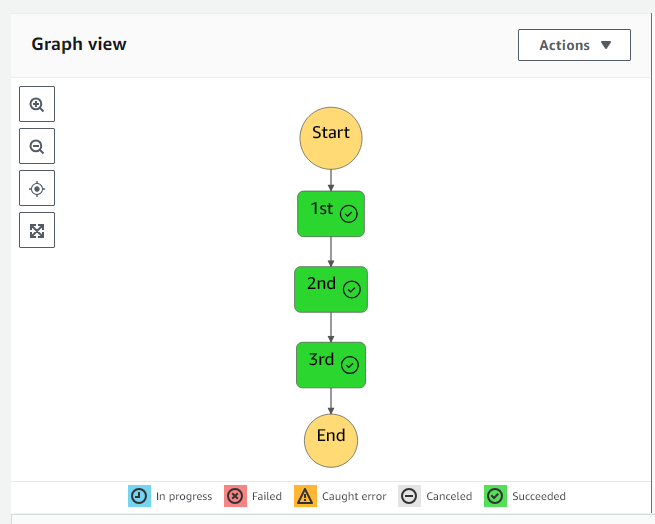 Graph view
Actions
Start
1st
2nd
3rd
End
In progress
Failed
Caught error
Canceled
Succeeded